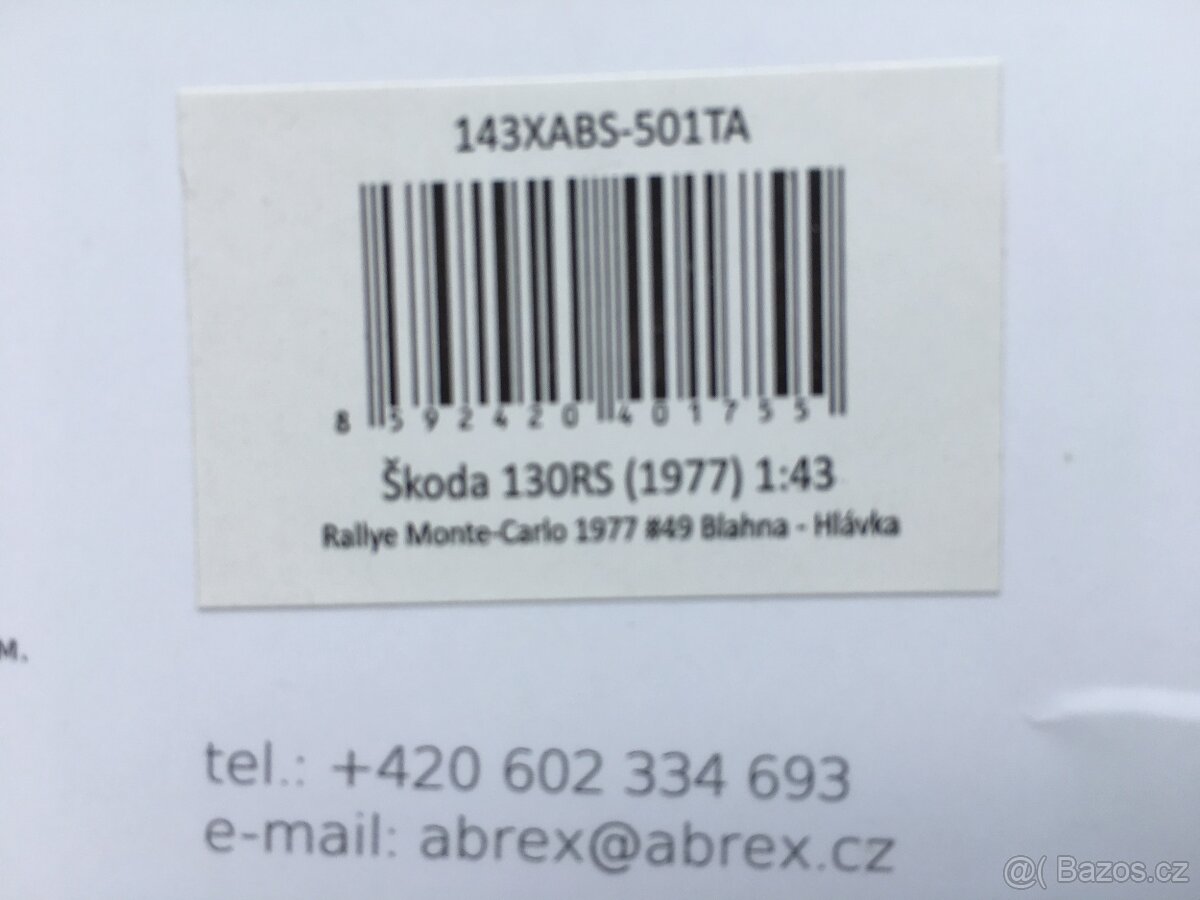 143XABS-501TA
8 592420 401755
Škoda 130RS (1977) 1:43
Rallye Monte-Carlo 1977 #49 Blahna - Hlávka
м.
tel.: +420 602 334 693
e-mail: abrex@abrex.cz
@( Bazos.cz